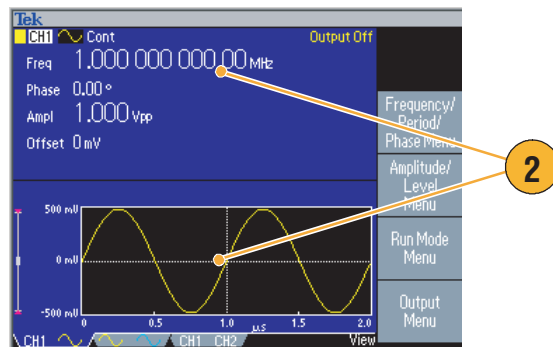 Tek
CH1 Cont Output Off
Freq 1.000 000 000 00 MHz
Phase 0.00 °
Ampl 1.000 Vpp
Offset 0 mV
Frequency/
Period/
Phase Menu
Amplitude/
Level
Menu
Run Mode
Menu
Output
Menu
2
500 mV
0 mV
-500 mV
0 0.5 1.0 1.5 2.0
µs
CH1 CH1 CH2 View